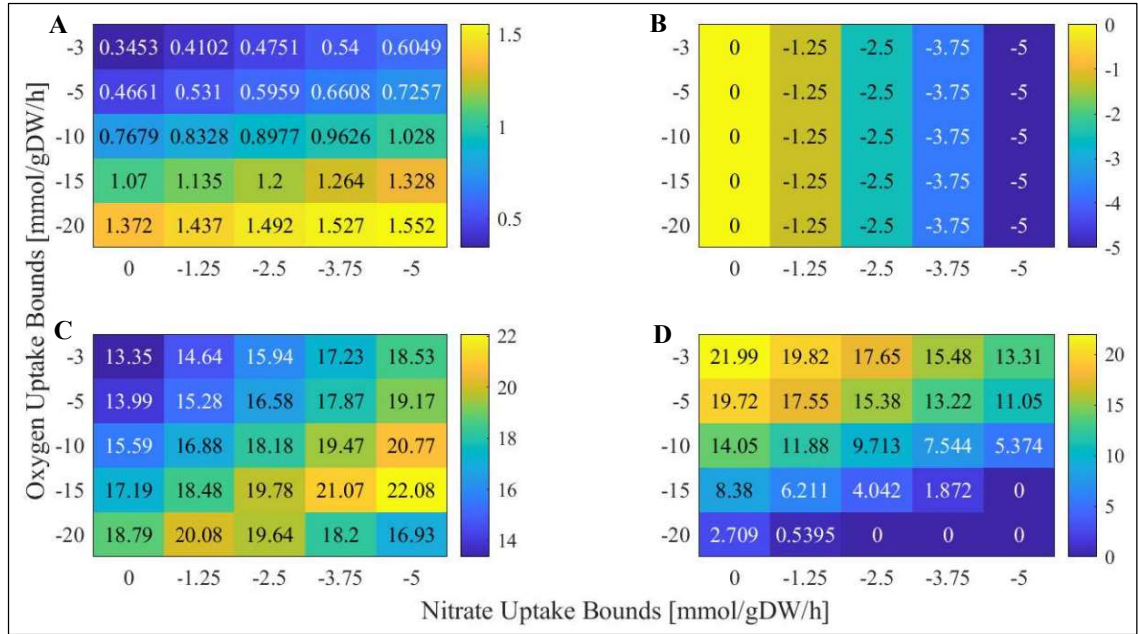 A
-3 0.3453 0.4102 0.4751 0.54 0.6049
-5 0.4661 0.531 0.5959 0.6608 0.7257
-10 0.7679 0.8328 0.8977 0.9626 1.028
-15 1.07 1.135 1.2 1.264 1.328
-20 1.372 1.437 1.492 1.527 1.552
0 -1.25 -2.5 -3.75 -5
1.5
1
0.5
B
-3 0 -1.25 -2.5 -3.75 -5
-5 0 -1.25 -2.5 -3.75 -5
-10 0 -1.25 -2.5 -3.75 -5
-15 0 -1.25 -2.5 -3.75 -5
-20 0 -1.25 -2.5 -3.75 -5
0 -1.25 -2.5 -3.75 -5
0
-1
-2
-3
-4
-5
C
-3 13.35 14.64 15.94 17.23 18.53
-5 13.99 15.28 16.58 17.87 19.17
-10 15.59 16.88 18.18 19.47 20.77
-15 17.19 18.48 19.78 21.07 22.08
-20 18.79 20.08 19.64 18.2 16.93
0 -1.25 -2.5 -3.75 -5
22
20
18
16
14
D
-3 21.99 19.82 17.65 15.48 13.31
-5 19.72 17.55 15.38 13.22 11.05
-10 14.05 11.88 9.713 7.544 5.374
-15 8.38 6.211 4.042 1.872 0
-20 2.709 0.5395 0 0 0
0 -1.25 -2.5 -3.75 -5
20
15
10
5
0
Oxygen Uptake Bounds [mmol/gDW/h]
Nitrate Uptake Bounds [mmol/gDW/h]